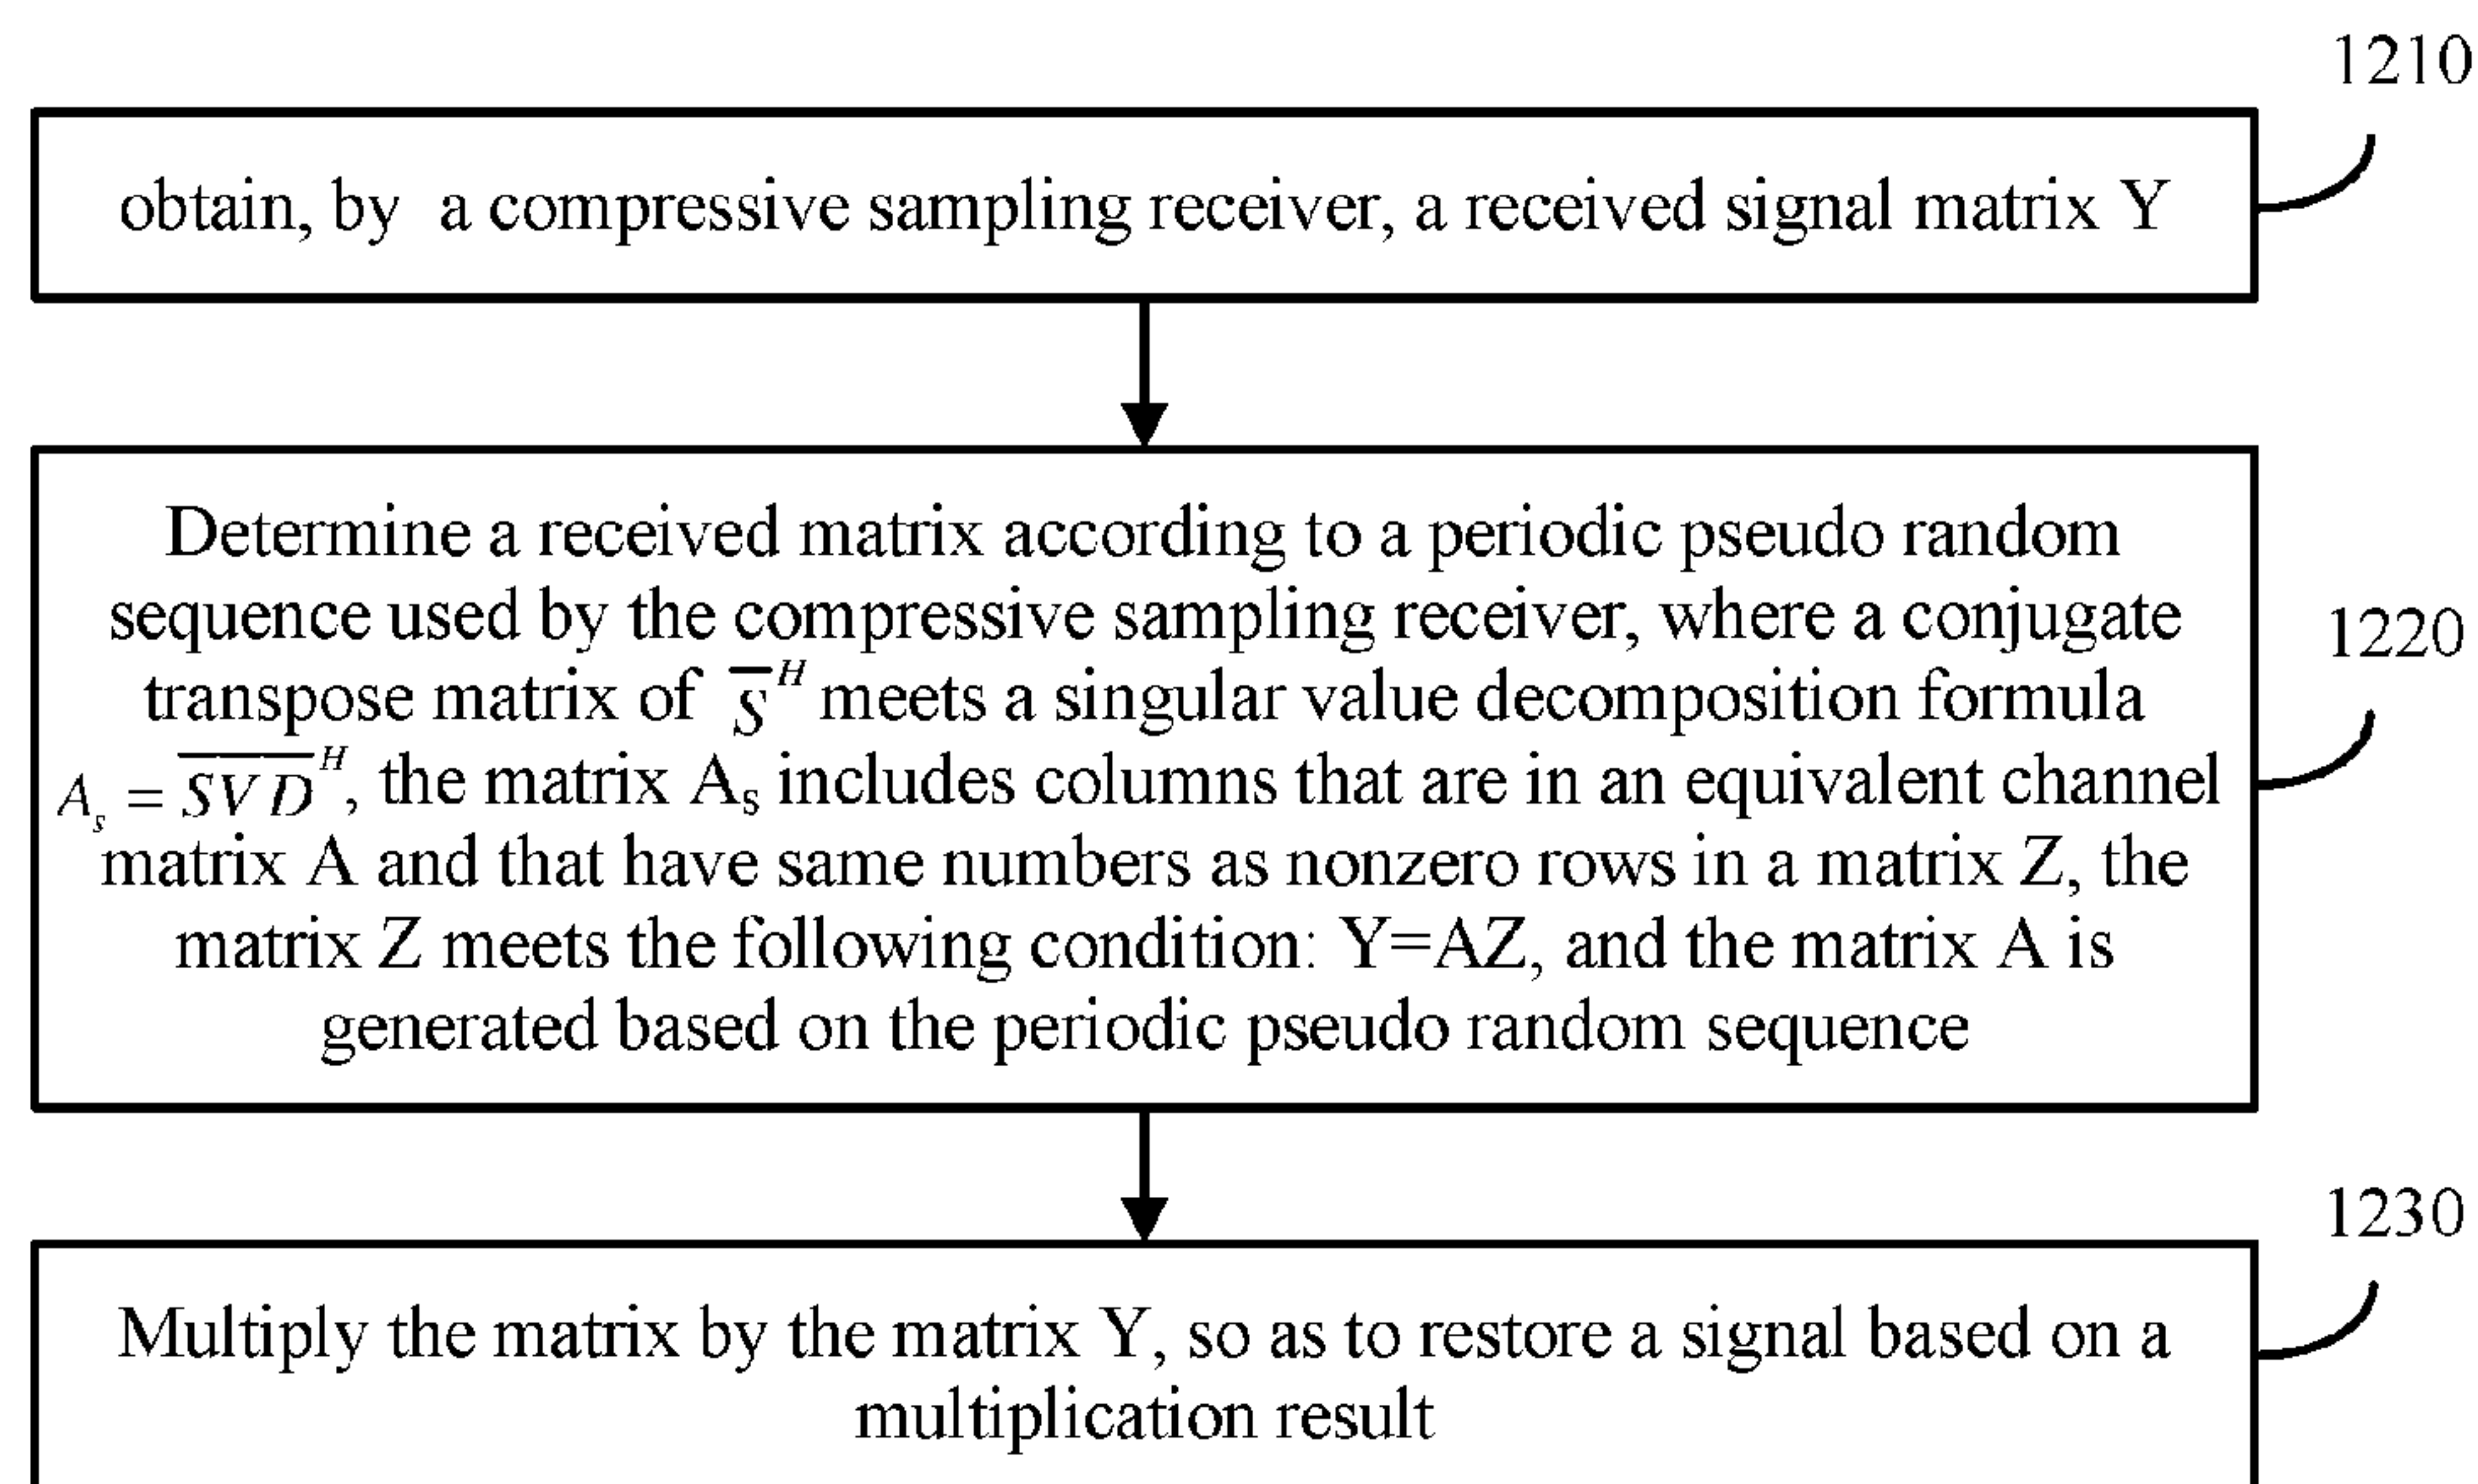 1210
obtain, by a compressive sampling receiver, a received signal matrix Y
Determine a received matrix according to a periodic pseudo random
sequence used by the compressive sampling receiver, where a conjugate
1220
transpose matrix of S̅ᴴ meets a singular value decomposition formula
Aₛ = S̅V̅D̅ᴴ, the matrix Aₛ includes columns that are in an equivalent channel
matrix A and that have same numbers as nonzero rows in a matrix Z, the
matrix Z meets the following condition: Y=AZ, and the matrix A is
generated based on the periodic pseudo random sequence
1230
Multiply the matrix by the matrix Y, so as to restore a signal based on a
multiplication result